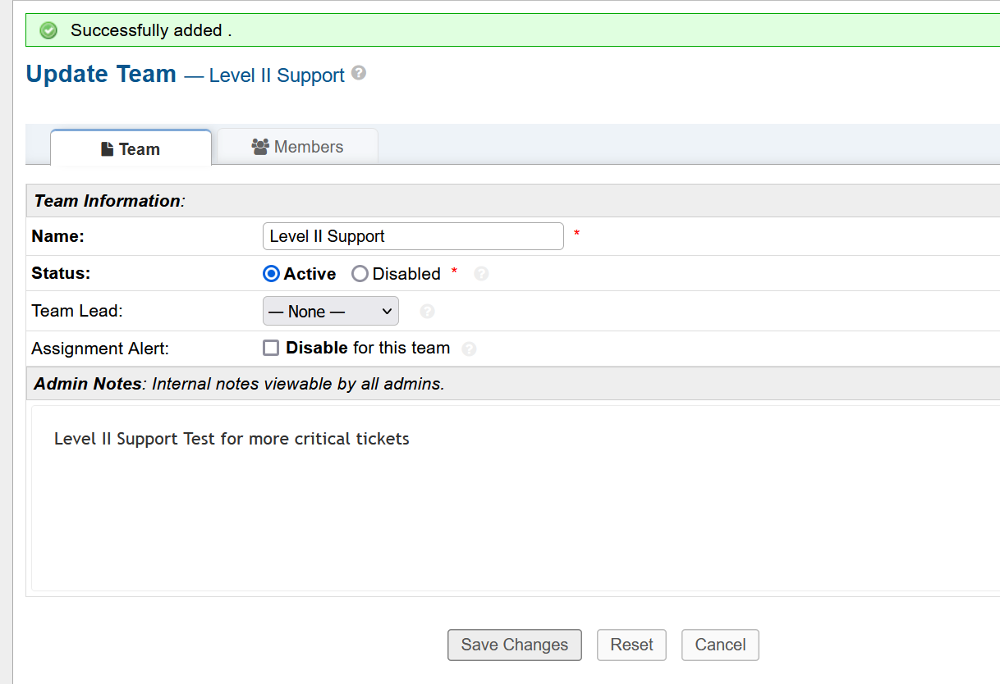 Successfully added .
Update Team — Level II Support ?
Team Members
Team Information:
Name: Level II Support *
Status: Active Disabled * ?
Team Lead: — None — ?
Assignment Alert: Disable for this team ?
Admin Notes: Internal notes viewable by all admins.
Level II Support Test for more critical tickets
Save Changes Reset Cancel